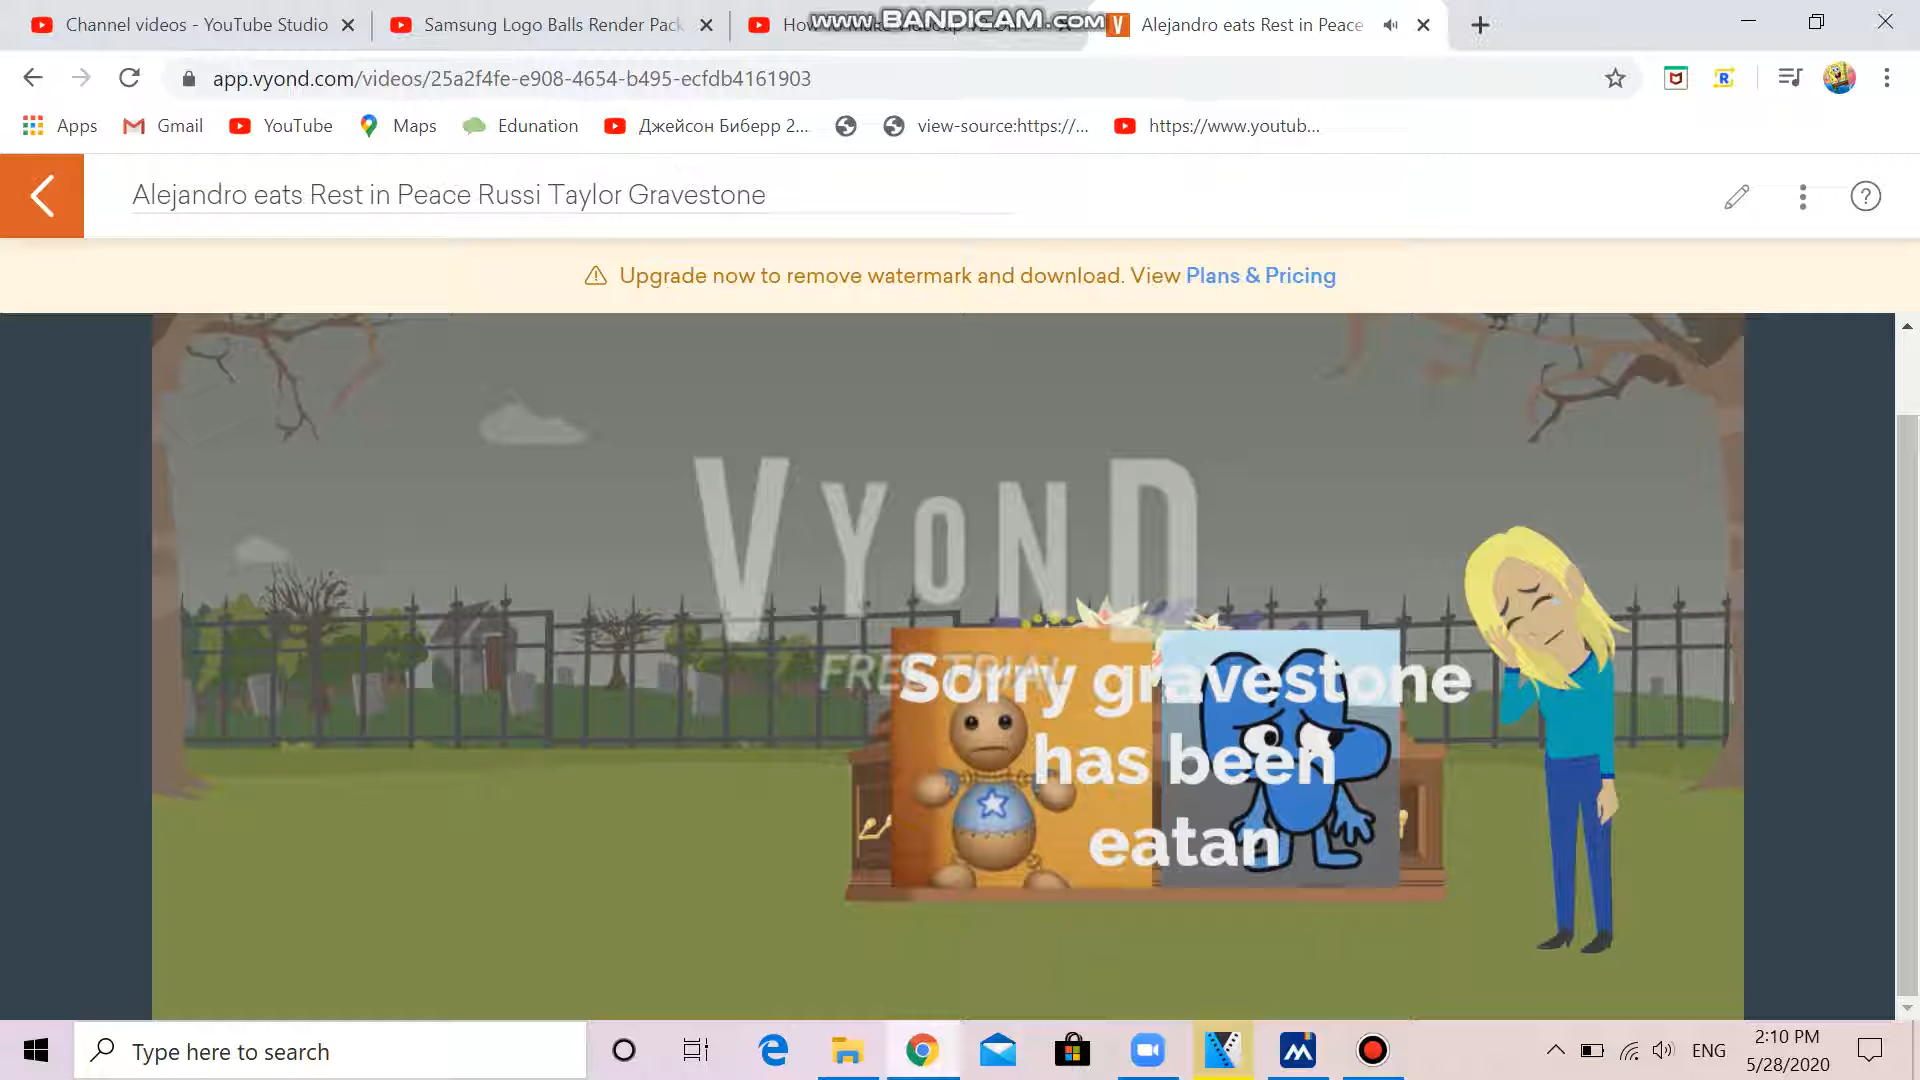 Channel videos - YouTube Studio
Samsung Logo Balls Render Pack
www.BANDICAM.com
Alejandro eats Rest in Peace
app.vyond.com/videos/25a2f4fe-e908-4654-b495-ecfdb4161903
Apps
Gmail
YouTube
Maps
Edunation
Джейсон Биберр 2...
view-source:https://...
https://www.youtub...
Alejandro eats Rest in Peace Russi Taylor Gravestone
Upgrade now to remove watermark and download. View Plans & Pricing
VYOND
FREE TRIAL
Sorry gravestone
has been
eatan
Type here to search
ENG
2:10 PM
5/28/2020